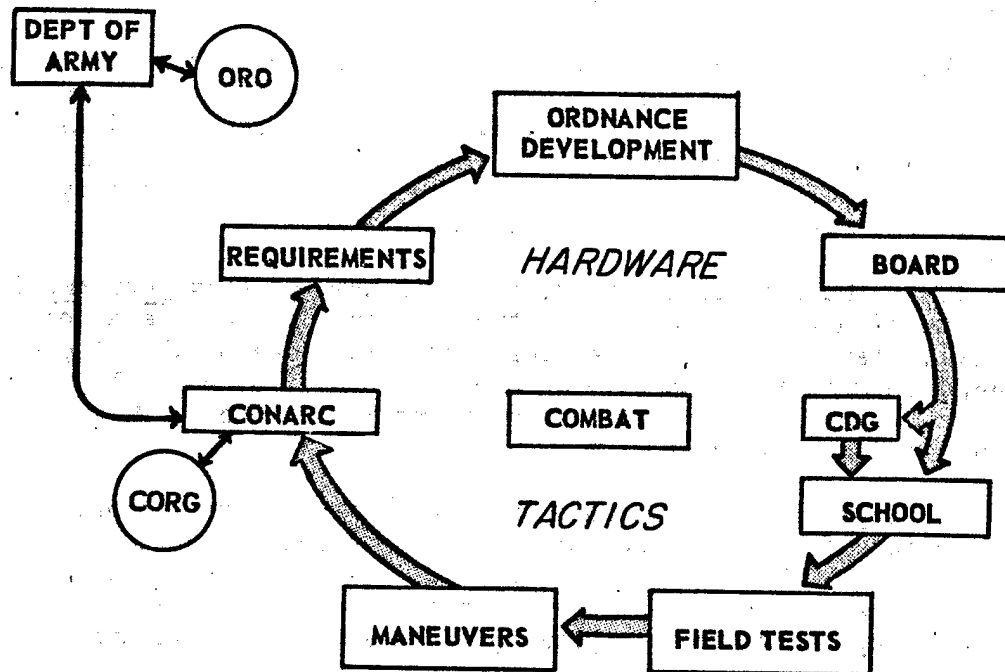 DEPT OF
ARMY
ORO
ORDNANCE
DEVELOPMENT
REQUIREMENTS
HARDWARE
BOARD
CONARC
COMBAT
CDG
CORG
TACTICS
SCHOOL
MANEUVERS
FIELD TESTS